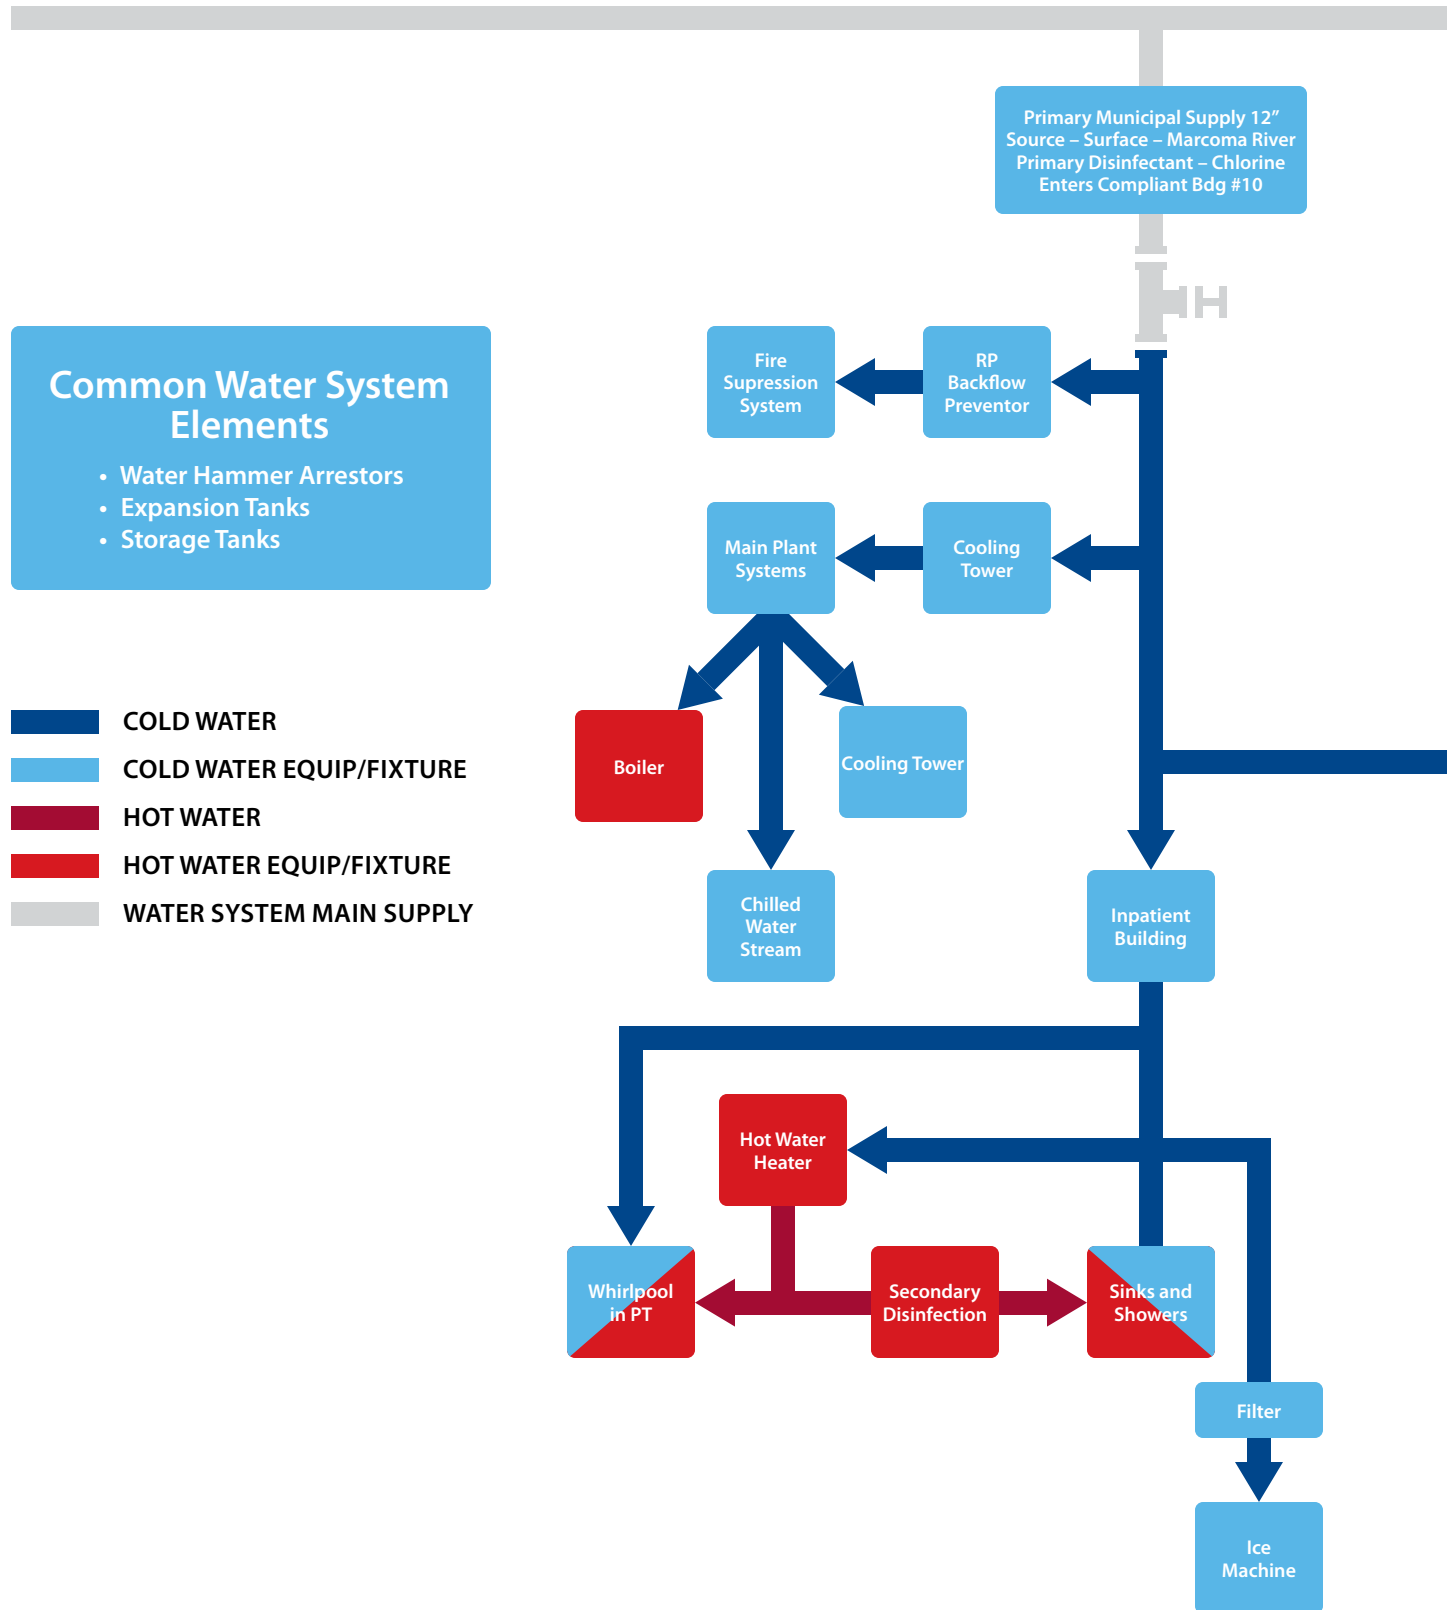 Primary Municipal Supply 12”
Source – Surface – Marcoma River
Primary Disinfectant – Chlorine
Enters Compliant Bdg #10
Common Water System
Elements
• Water Hammer Arrestors
• Expansion Tanks
• Storage Tanks
Fire
Supression
System
RP
Backflow
Preventor
Main Plant
Systems
Cooling
Tower
COLD WATER
COLD WATER EQUIP/FIXTURE
HOT WATER
HOT WATER EQUIP/FIXTURE
WATER SYSTEM MAIN SUPPLY
Boiler
Cooling Tower
Chilled
Water
Stream
Inpatient
Building
Hot Water
Heater
Whirlpool
in PT
Secondary
Disinfection
Sinks and
Showers
Filter
Ice
Machine